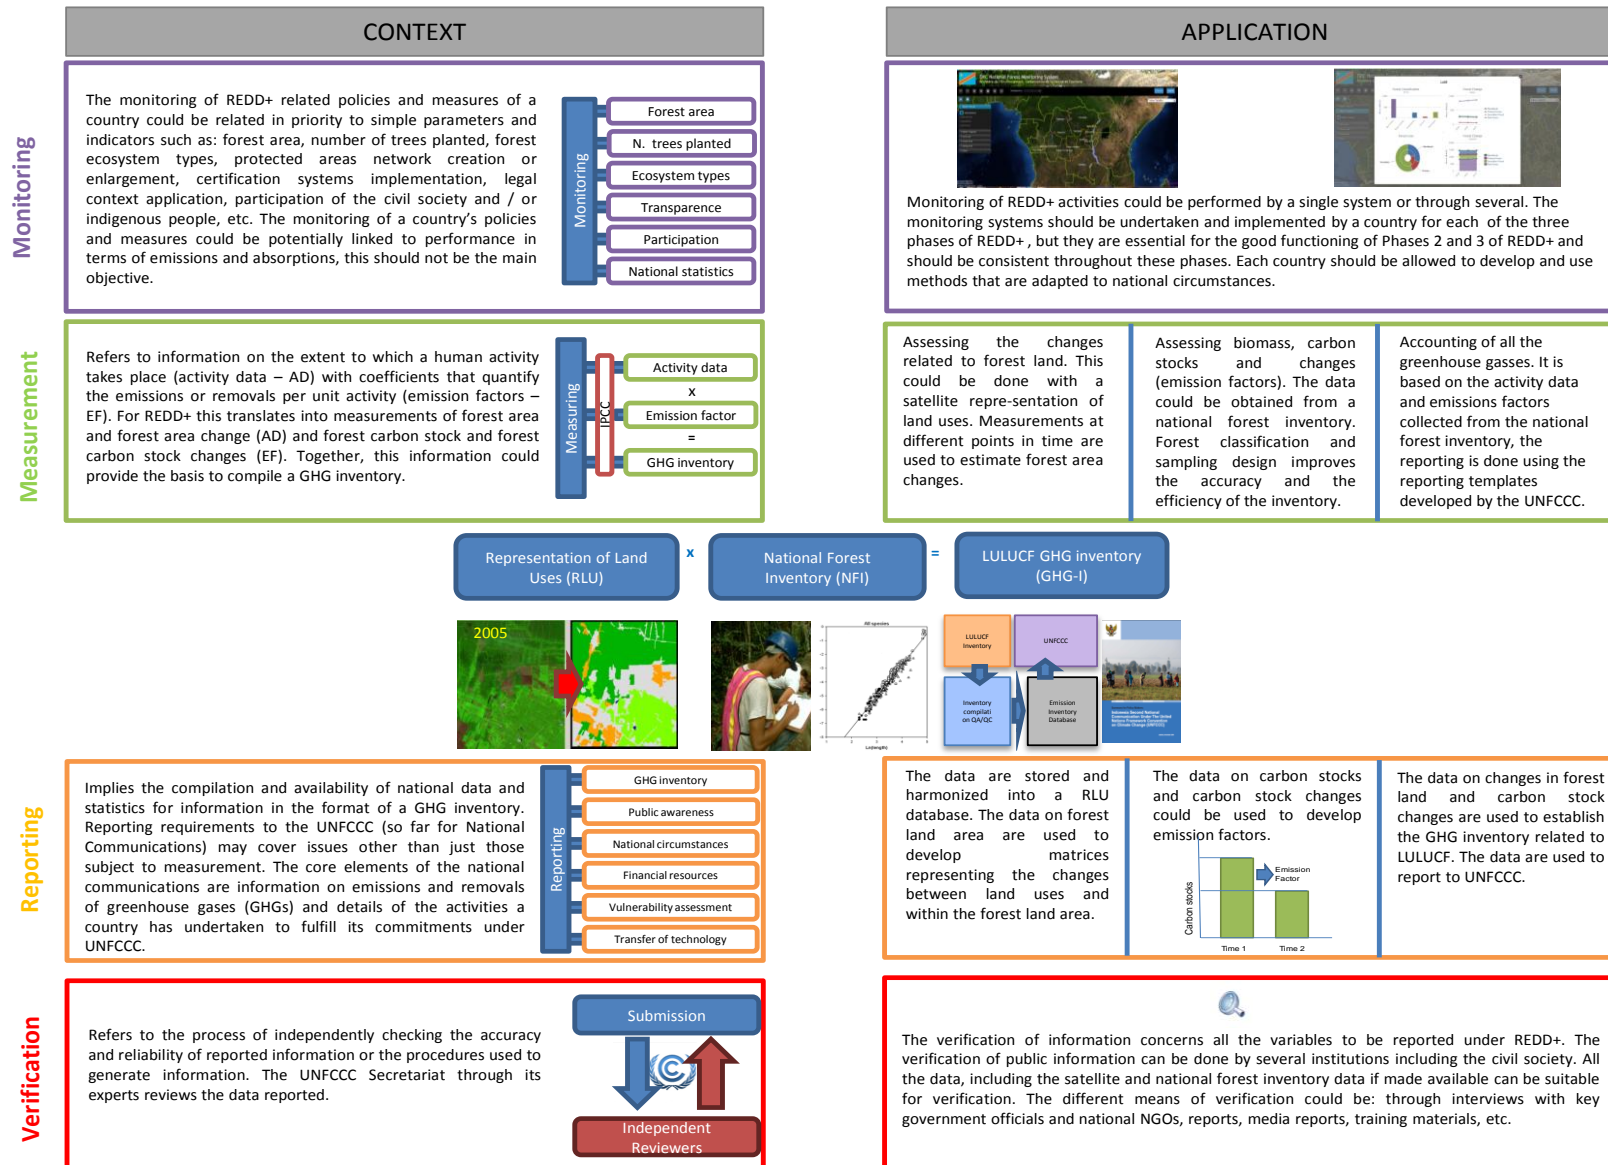 CONTEXT
APPLICATION
Monitoring
The monitoring of REDD+ related policies and measures of a
country could be related in priority to simple parameters and
indicators such as: forest area, number of trees planted, forest
ecosystem types, protected areas network creation or
enlargement, certification systems implementation, legal
context application, participation of the civil society and / or
indigenous people, etc. The monitoring of a country's policies
and measures could be potentially linked to performance in
terms of emissions and absorptions, this should not be the main
objective.
Monitoring
Forest area
N. trees planted
Ecosystem types
Transparence
Participation
National statistics
Monitoring of REDD+ activities could be performed by a single system or through several. The
monitoring systems should be undertaken and implemented by a country for each of the three
phases of REDD+ , but they are essential for the good functioning of Phases 2 and 3 of REDD+ and
should be consistent throughout these phases. Each country should be allowed to develop and use
methods that are adapted to national circumstances.
Measurement
Refers to information on the extent to which a human activity
takes place (activity data – AD) with coefficients that quantify
the emissions or removals per unit activity (emission factors –
EF). For REDD+ this translates into measurements of forest area
and forest area change (AD) and forest carbon stock and forest
carbon stock changes (EF). Together, this information could
provide the basis to compile a GHG inventory.
Measuring
IPCC
Activity data
x
Emission factor
=
GHG inventory
Assessing the changes
related to forest land. This
could be done with a
satellite repre-sentation of
land uses. Measurements at
different points in time are
used to estimate forest area
changes.
Assessing biomass, carbon
stocks and changes
(emission factors). The data
could be obtained from a
national forest inventory.
Forest classification and
sampling design improves
the accuracy and the
efficiency of the inventory.
Accounting of all the
greenhouse gasses. It is
based on the activity data
and emissions factors
collected from the national
forest inventory, the
reporting is done using the
reporting templates
developed by the UNFCCC.
Representation of Land
Uses (RLU)
x
National Forest
Inventory (NFI)
=
LULUCF GHG inventory
(GHG-I)
2005
All species
Ln(length)
LULUCF
Inventory
UNFCCC
Inventory
compilati
on QA/QC
Emission
Inventory
Database
Reporting
Implies the compilation and availability of national data and
statistics for information in the format of a GHG inventory.
Reporting requirements to the UNFCCC (so far for National
Communications) may cover issues other than just those
subject to measurement. The core elements of the national
communications are information on emissions and removals
of greenhouse gases (GHGs) and details of the activities a
country has undertaken to fulfill its commitments under
UNFCCC.
Reporting
GHG inventory
Public awareness
National circumstances
Financial resources
Vulnerability assessment
Transfer of technology
The data are stored and
harmonized into a RLU
database. The data on forest
land area are used to
develop matrices
representing the changes
between land uses and
within the forest land area.
The data on carbon stocks
and carbon stock changes
could be used to develop
emission factors.
Carbon stocks
Emission
Factor
Time 1
Time 2
The data on changes in forest
land and carbon stock
changes are used to establish
the GHG inventory related to
LULUCF. The data are used to
report to UNFCCC.
Verification
Refers to the process of independently checking the accuracy
and reliability of reported information or the procedures used to
generate information. The UNFCCC Secretariat through its
experts reviews the data reported.
Submission
Independent
Reviewers
The verification of information concerns all the variables to be reported under REDD+. The
verification of public information can be done by several institutions including the civil society. All
the data, including the satellite and national forest inventory data if made available can be suitable
for verification. The different means of verification could be: through interviews with key
government officials and national NGOs, reports, media reports, training materials, etc.